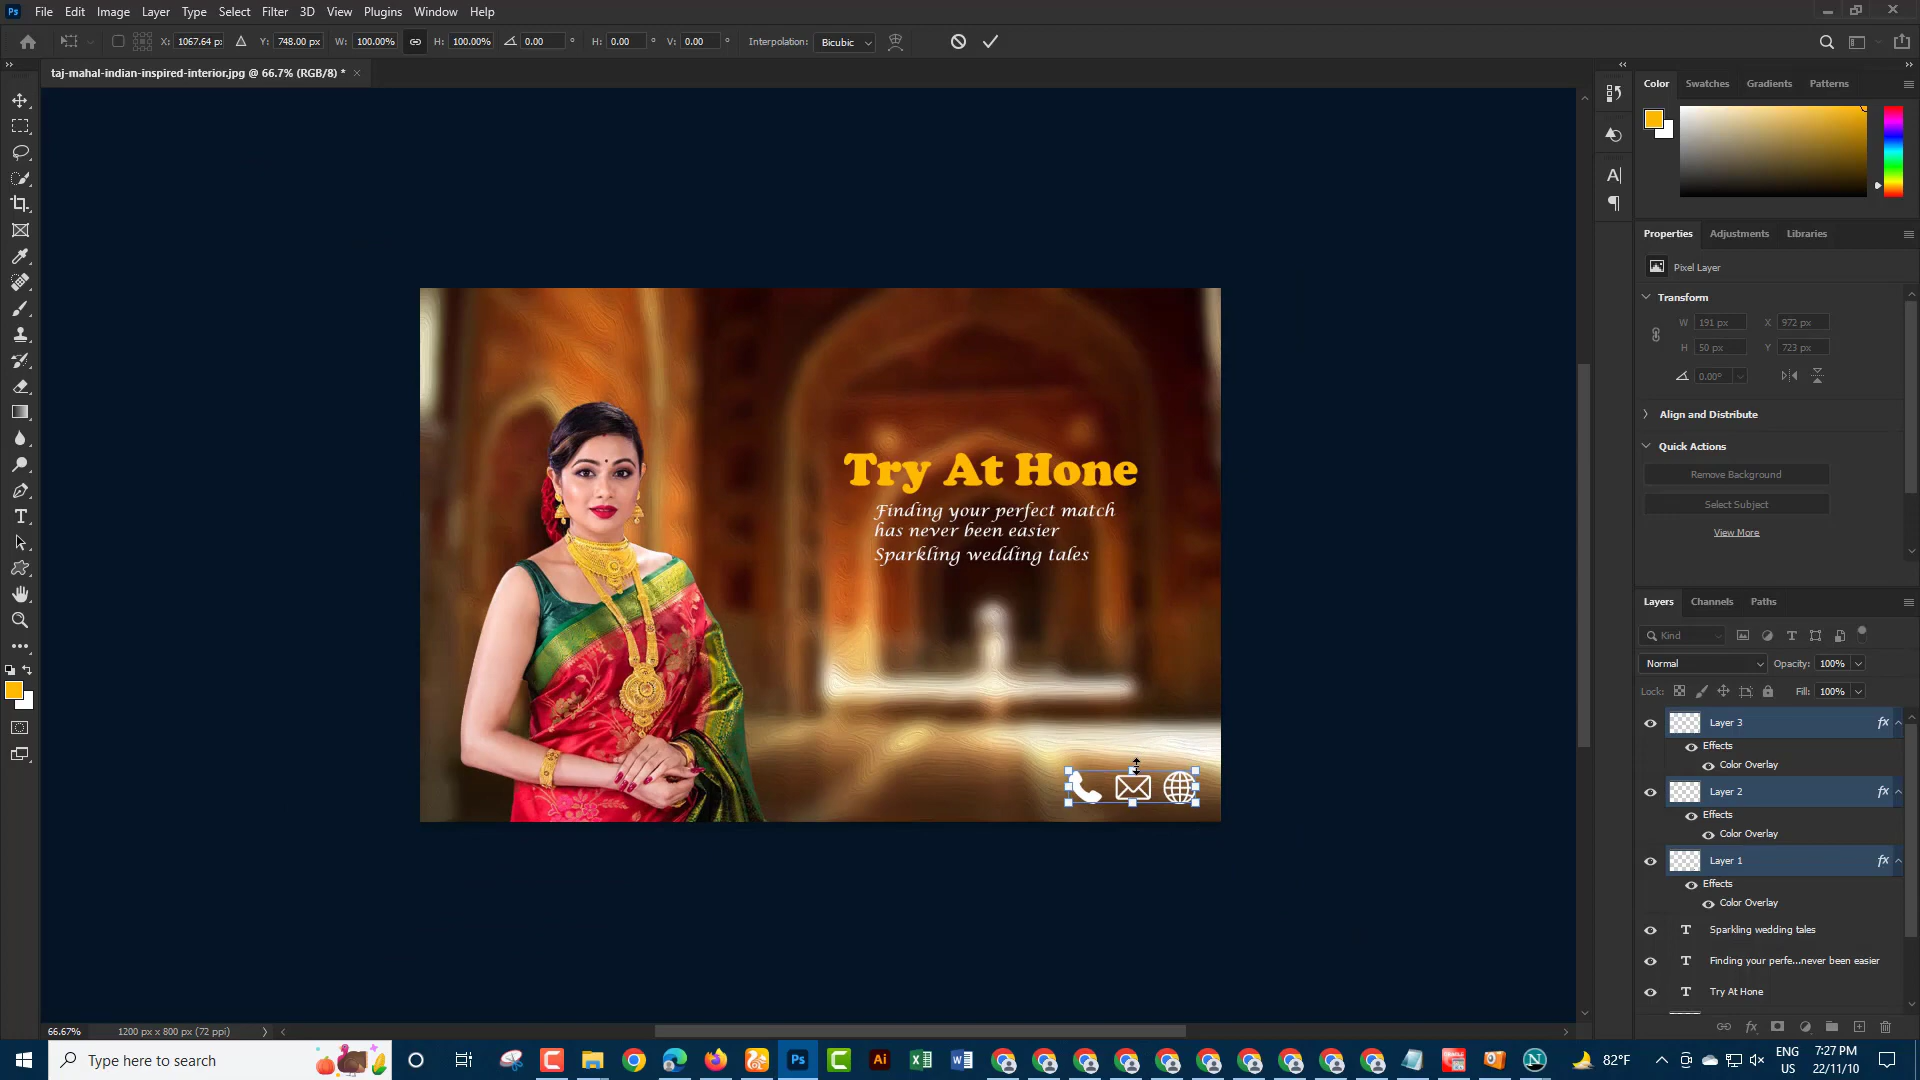 File Edit Image Layer Type Select Filter 3D View Plugins Window Help
X: 1067.64 p: Y: 748.00 px W: 100.00% H: 100.00% 0.00 ° H: 0.00 ° V: 0.00 ° Interpolation: Bicubic
taj-mahal-indian-inspired-interior.jpg @ 66.7% (RGB/8) *
Color Swatches Gradients Patterns
Properties Adjustments Libraries
Pixel Layer
Transform
W 191 px X 972 px
H 50 px Y 723 px
0.00°
Align and Distribute
Quick Actions
Remove Background
Select Subject
View More
Try At Hone
Finding your perfect match
has never been easier
Sparkling wedding tales
Layers Channels Paths
Kind
Normal Opacity: 100%
Lock: Fill: 100%
Layer 3 fx
Effects
Color Overlay
Layer 2 fx
Effects
Color Overlay
Layer 1 fx
Effects
Color Overlay
T Sparkling wedding tales
T Finding your perfe...never been easier
T Try At Home
66.67% 1200 px x 800 px (72 ppi)
Type here to search
82°F
ENG
US
7:27 PM
22/11/10